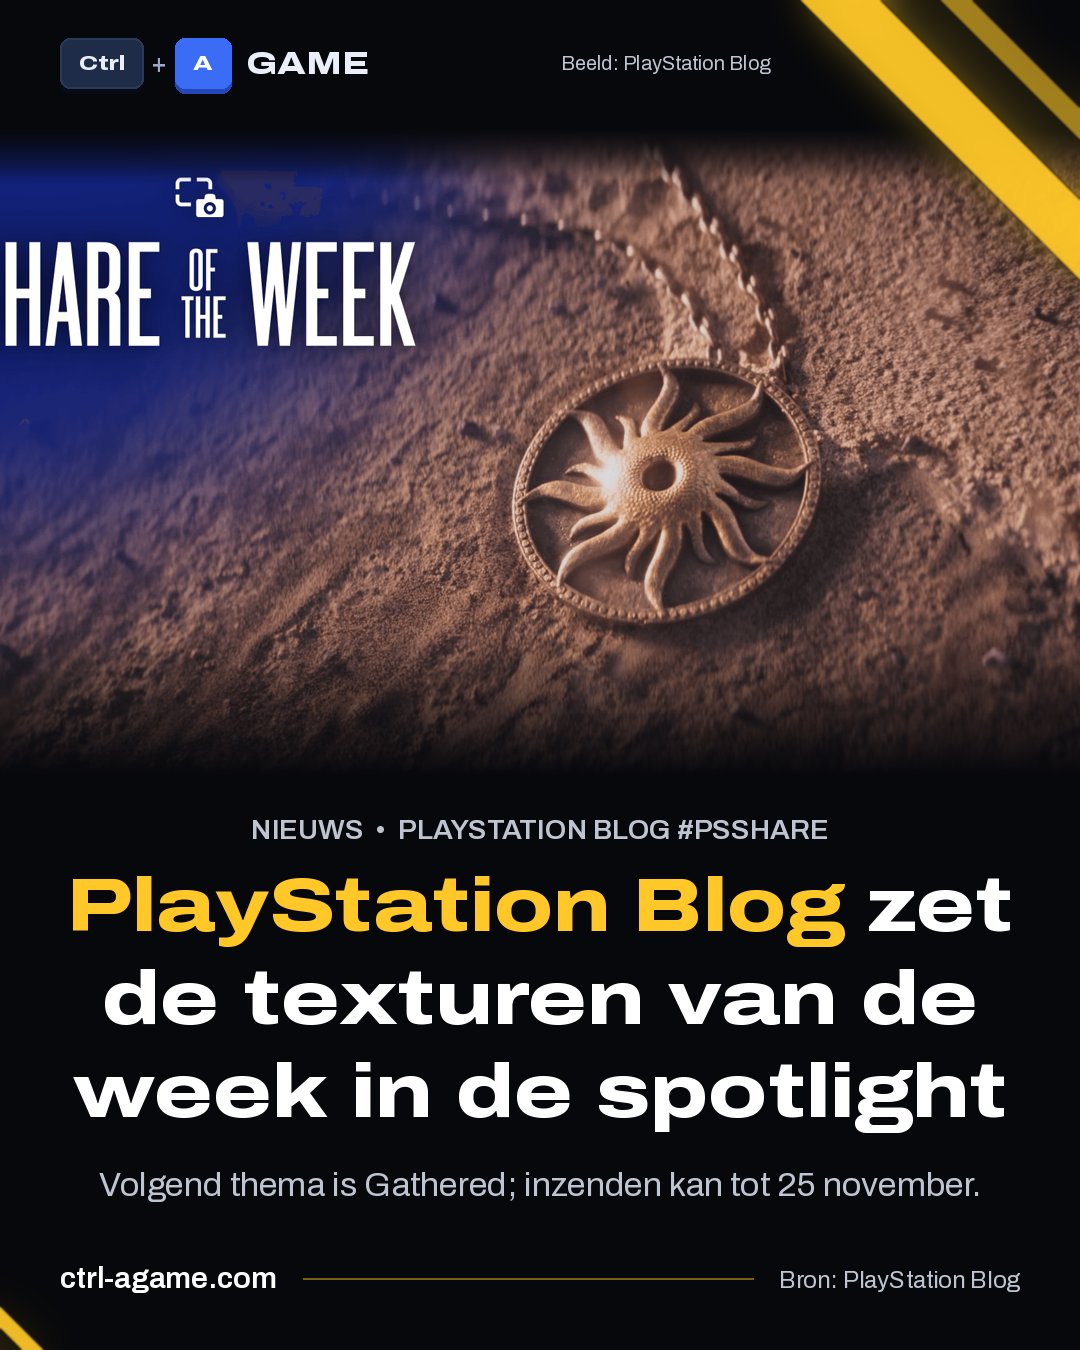 Ctrl + A GAME
Beeld: PlayStation Blog
HARE OF THE WEEK
NIEUWS • PLAYSTATION BLOG #PSSHARE
PlayStation Blog zet
de texturen van de
week in de spotlight
Volgend thema is Gathered; inzenden kan tot 25 november.
ctrl-agame.com
Bron: PlayStation Blog